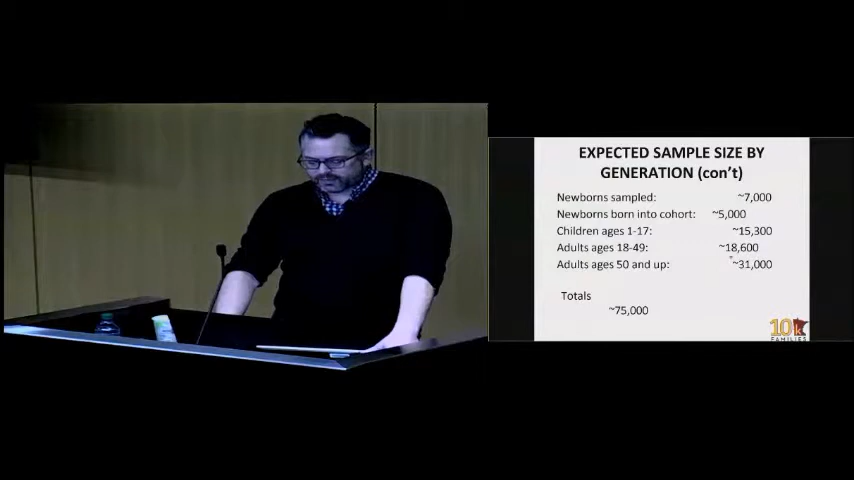 EXPECTED SAMPLE SIZE BY
GENERATION (con't)
Newborns sampled: ~7,000
Newborns born into cohort: ~5,000
Children ages 1-17: ~15,300
Adults ages 18-49: ~18,600
Adults ages 50 and up: ~31,000
Totals
~75,000
10K
FAMILIES